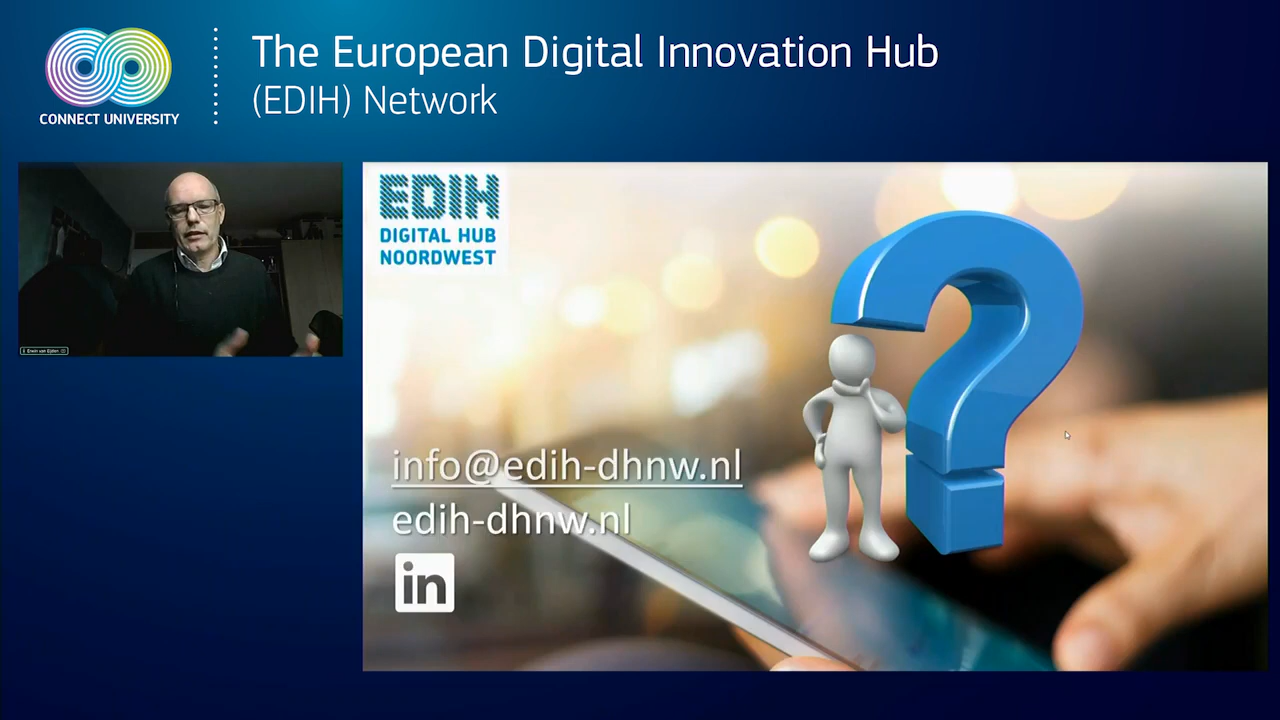 CONNECT UNIVERSITY
The European Digital Innovation Hub
(EDIH) Network
EDIH
DIGITAL HUB
NOORDWEST
info@edih-dhnw.nl
edih-dhnw.nl
in